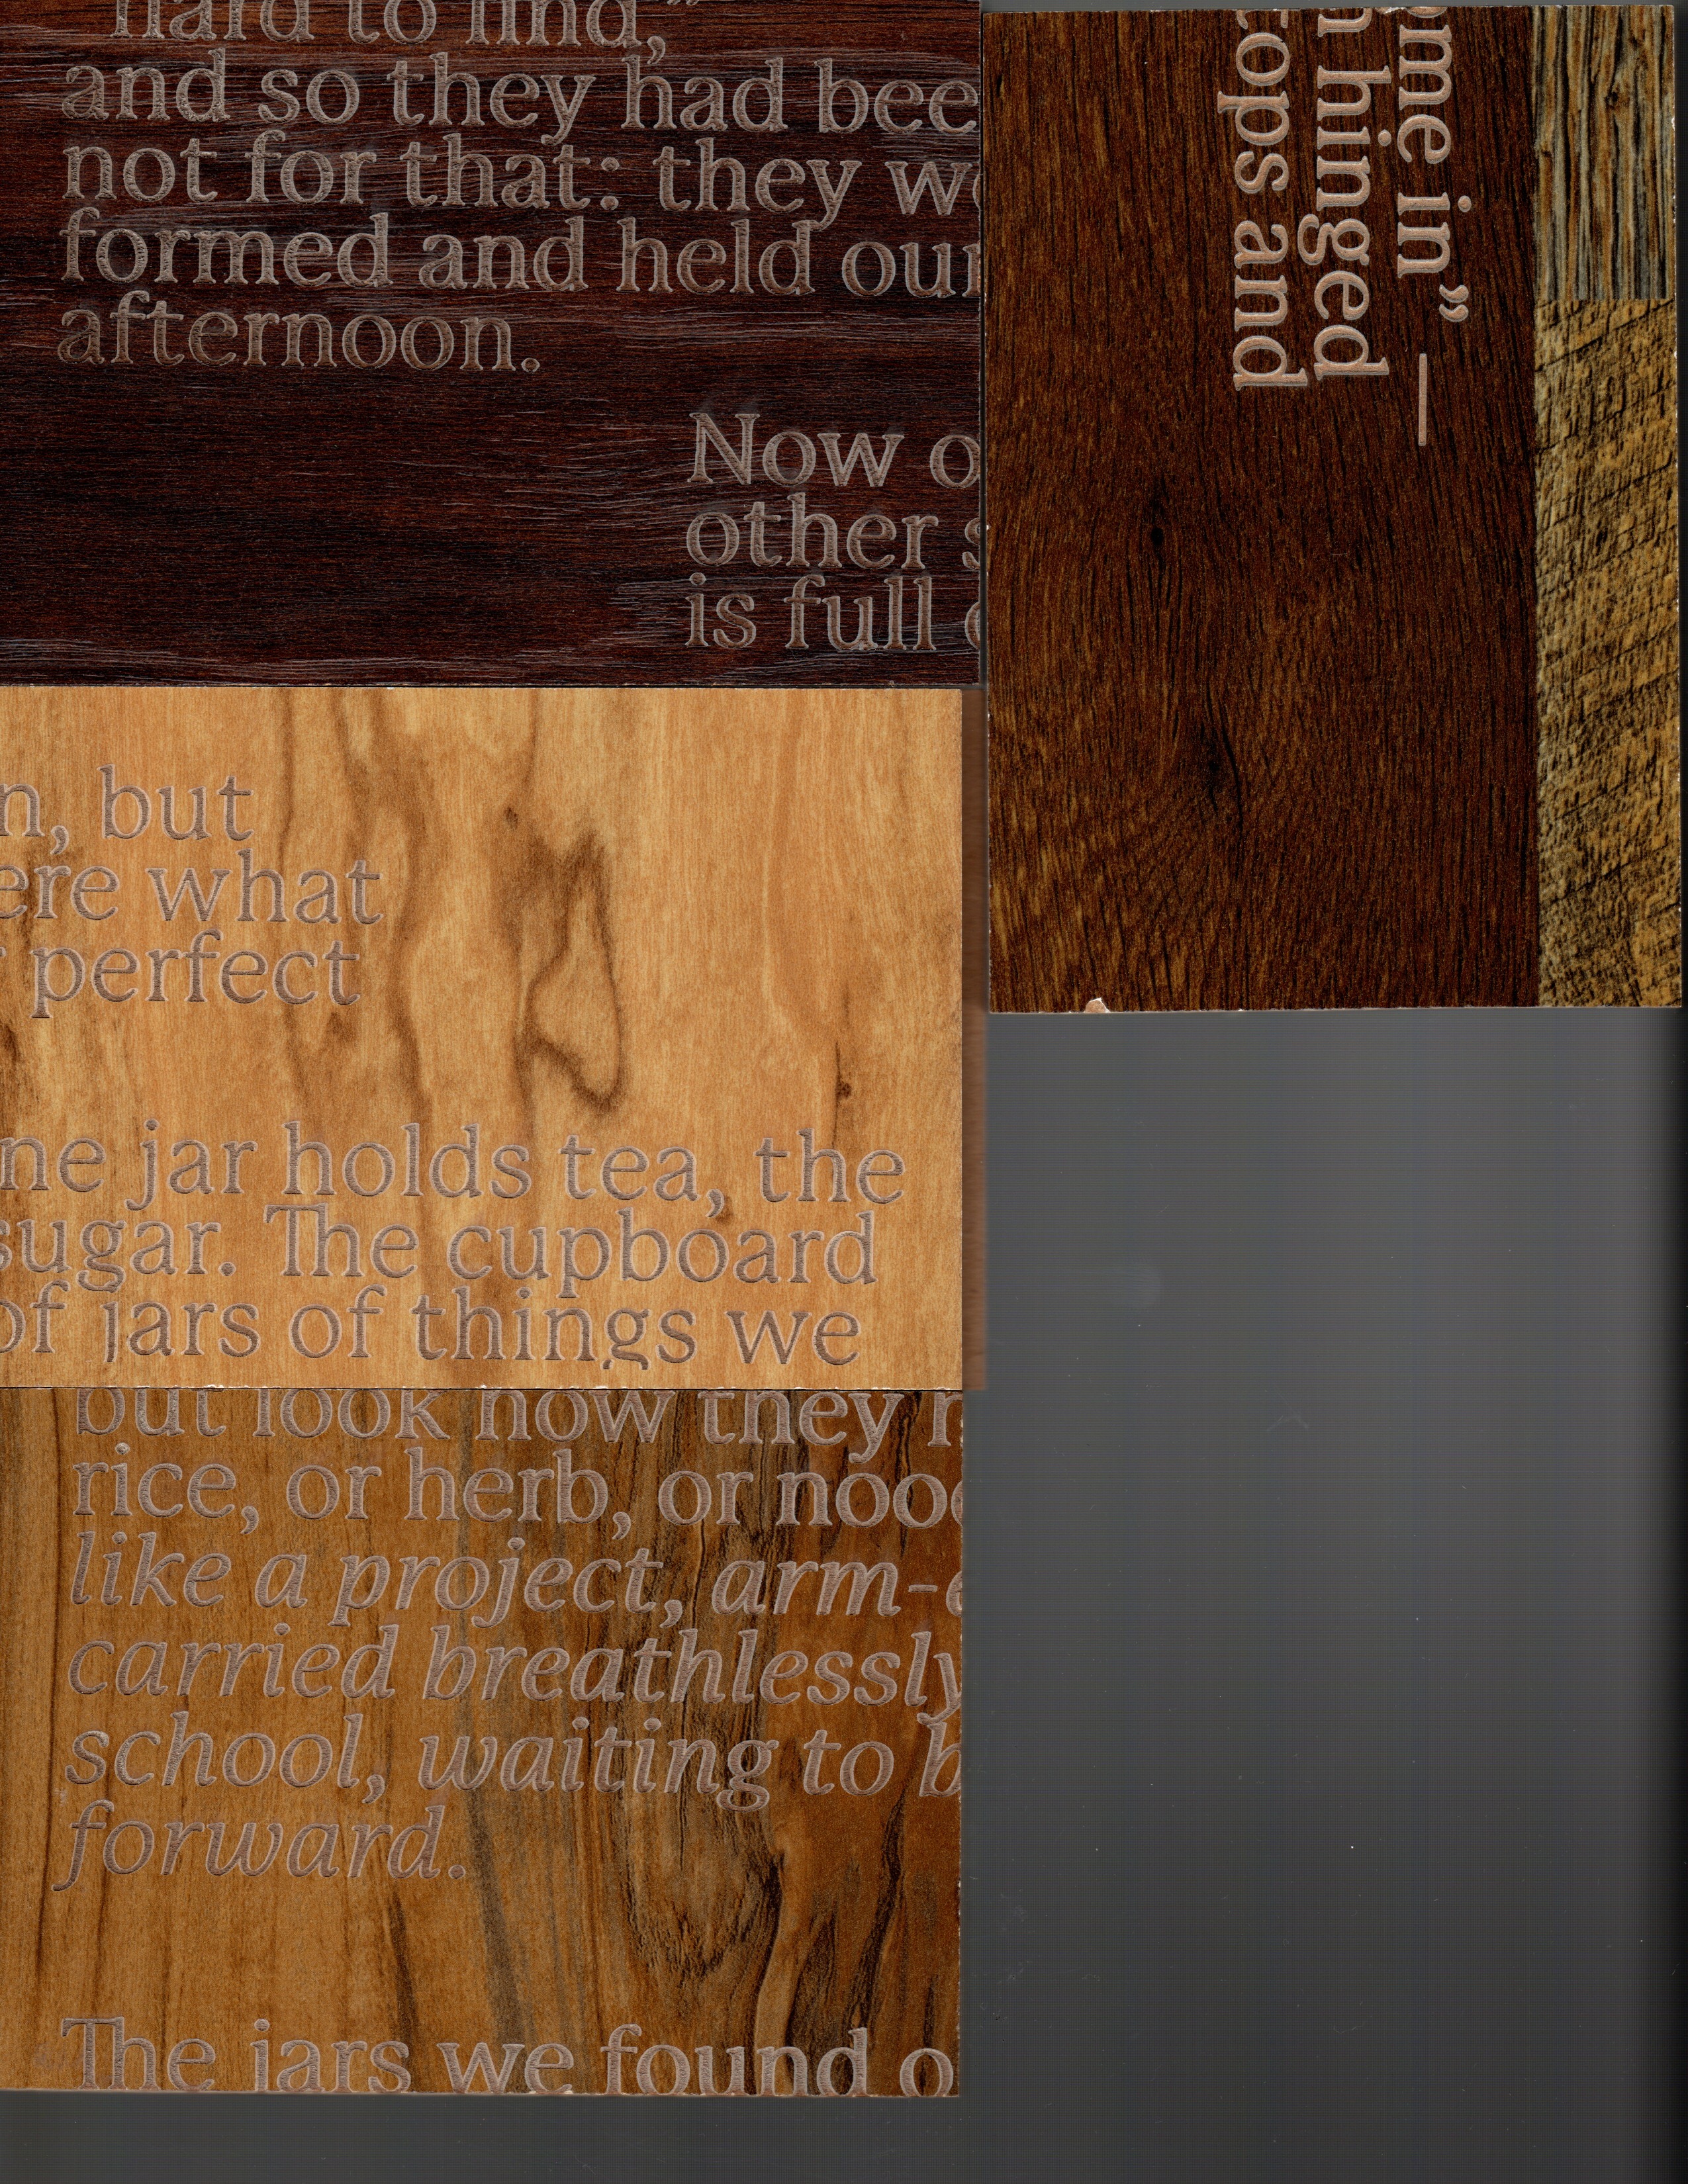 hard to find,”
and so they had bee
not for that: they we
formed and held our
afternoon.
Now o
other s
is full o
ome in” —
n hinged
tops and
n, but
ere what
r perfect
ne jar holds tea, the
sugar. The cupboard
of jars of things we
but look how they r
rice, or herb, or nood
like a project, arm-
carried breathlessly
school, waiting to b
forward.
The jars we found o